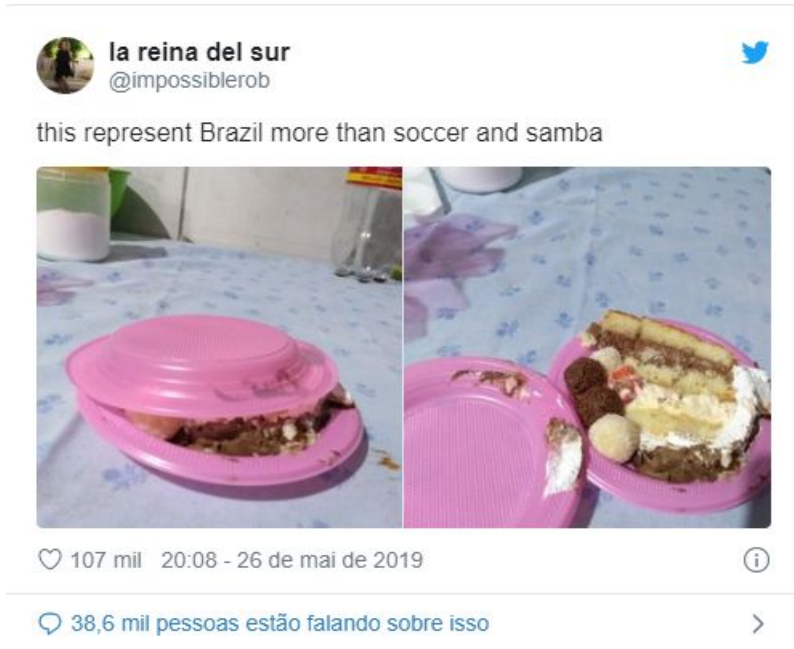 la reina del sur
@impossiblerob
this represent Brazil more than soccer and samba
107 mil 20:08 - 26 de mai de 2019
38,6 mil pessoas estão falando sobre isso